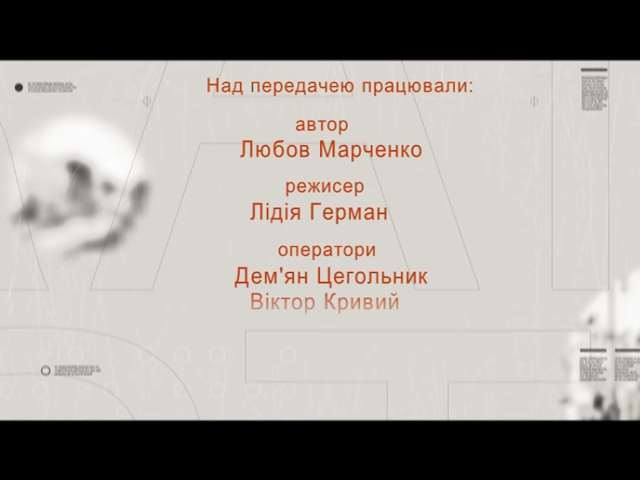 Над передачею працювали:
автор
Любов Марченко
режисер
Лідія Герман
оператори
Дем'ян Цегольник
Віктор Кривий